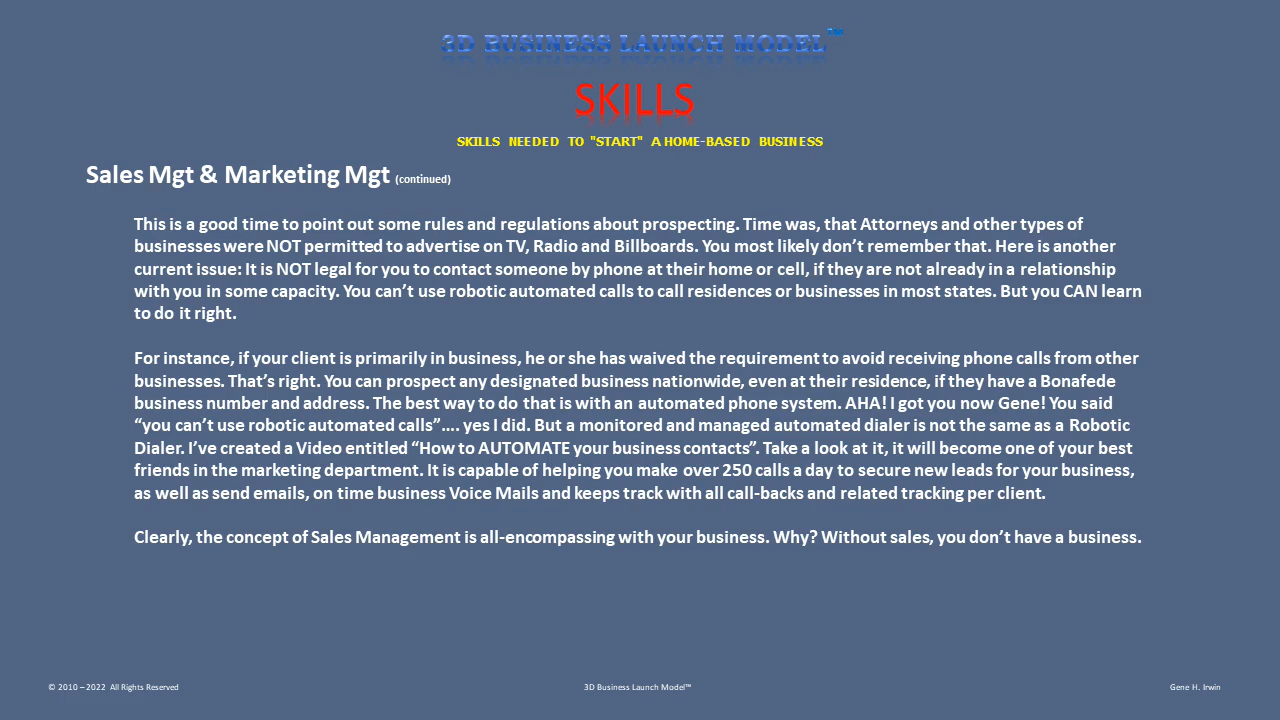 3D BUSINESS LAUNCH MODEL™
SKILLS
SKILLS NEEDED TO "START" A HOME-BASED BUSINESS
Sales Mgt & Marketing Mgt (continued)
This is a good time to point out some rules and regulations about prospecting. Time was, that Attorneys and other types of
businesses were NOT permitted to advertise on TV, Radio and Billboards. You most likely don’t remember that. Here is another
current issue: It is NOT legal for you to contact someone by phone at their home or cell, if they are not already in a relationship
with you in some capacity. You can’t use robotic automated calls to call residences or businesses in most states. But you CAN learn
to do it right.
For instance, if your client is primarily in business, he or she has waived the requirement to avoid receiving phone calls from other
businesses. That’s right. You can prospect any designated business nationwide, even at their residence, if they have a Bonafede
business number and address. The best way to do that is with an automated phone system. AHA! I got you now Gene! You said
“you can’t use robotic automated calls”…. yes I did. But a monitored and managed automated dialer is not the same as a Robotic
Dialer. I’ve created a Video entitled “How to AUTOMATE your business contacts”. Take a look at it, it will become one of your best
friends in the marketing department. It is capable of helping you make over 250 calls a day to secure new leads for your business,
as well as send emails, on time business Voice Mails and keeps track with all call-backs and related tracking per client.
Clearly, the concept of Sales Management is all-encompassing with your business. Why? Without sales, you don’t have a business.
© 2010 – 2022 All Rights Reserved
3D Business Launch Model™
Gene H. Irwin